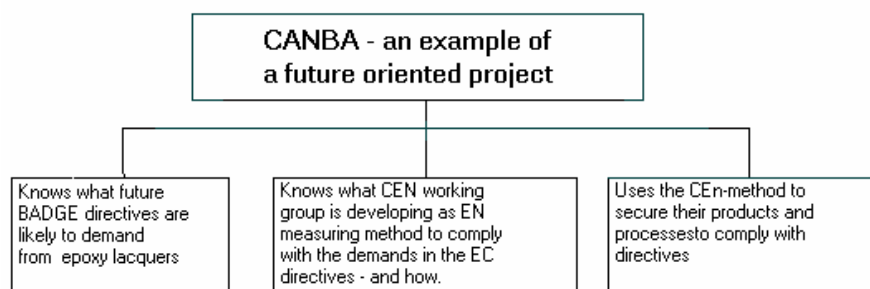 CANBA - an example of
a future oriented project
Knows what future
BADGE directives are
likely to demand
from epoxy lacquers
Knows what CEN working
group is developing as EN
measuring method to comply
with the demands in the EC
directives - and how.
Uses the CEn-method to
secure their products and
processesto comply with
directives